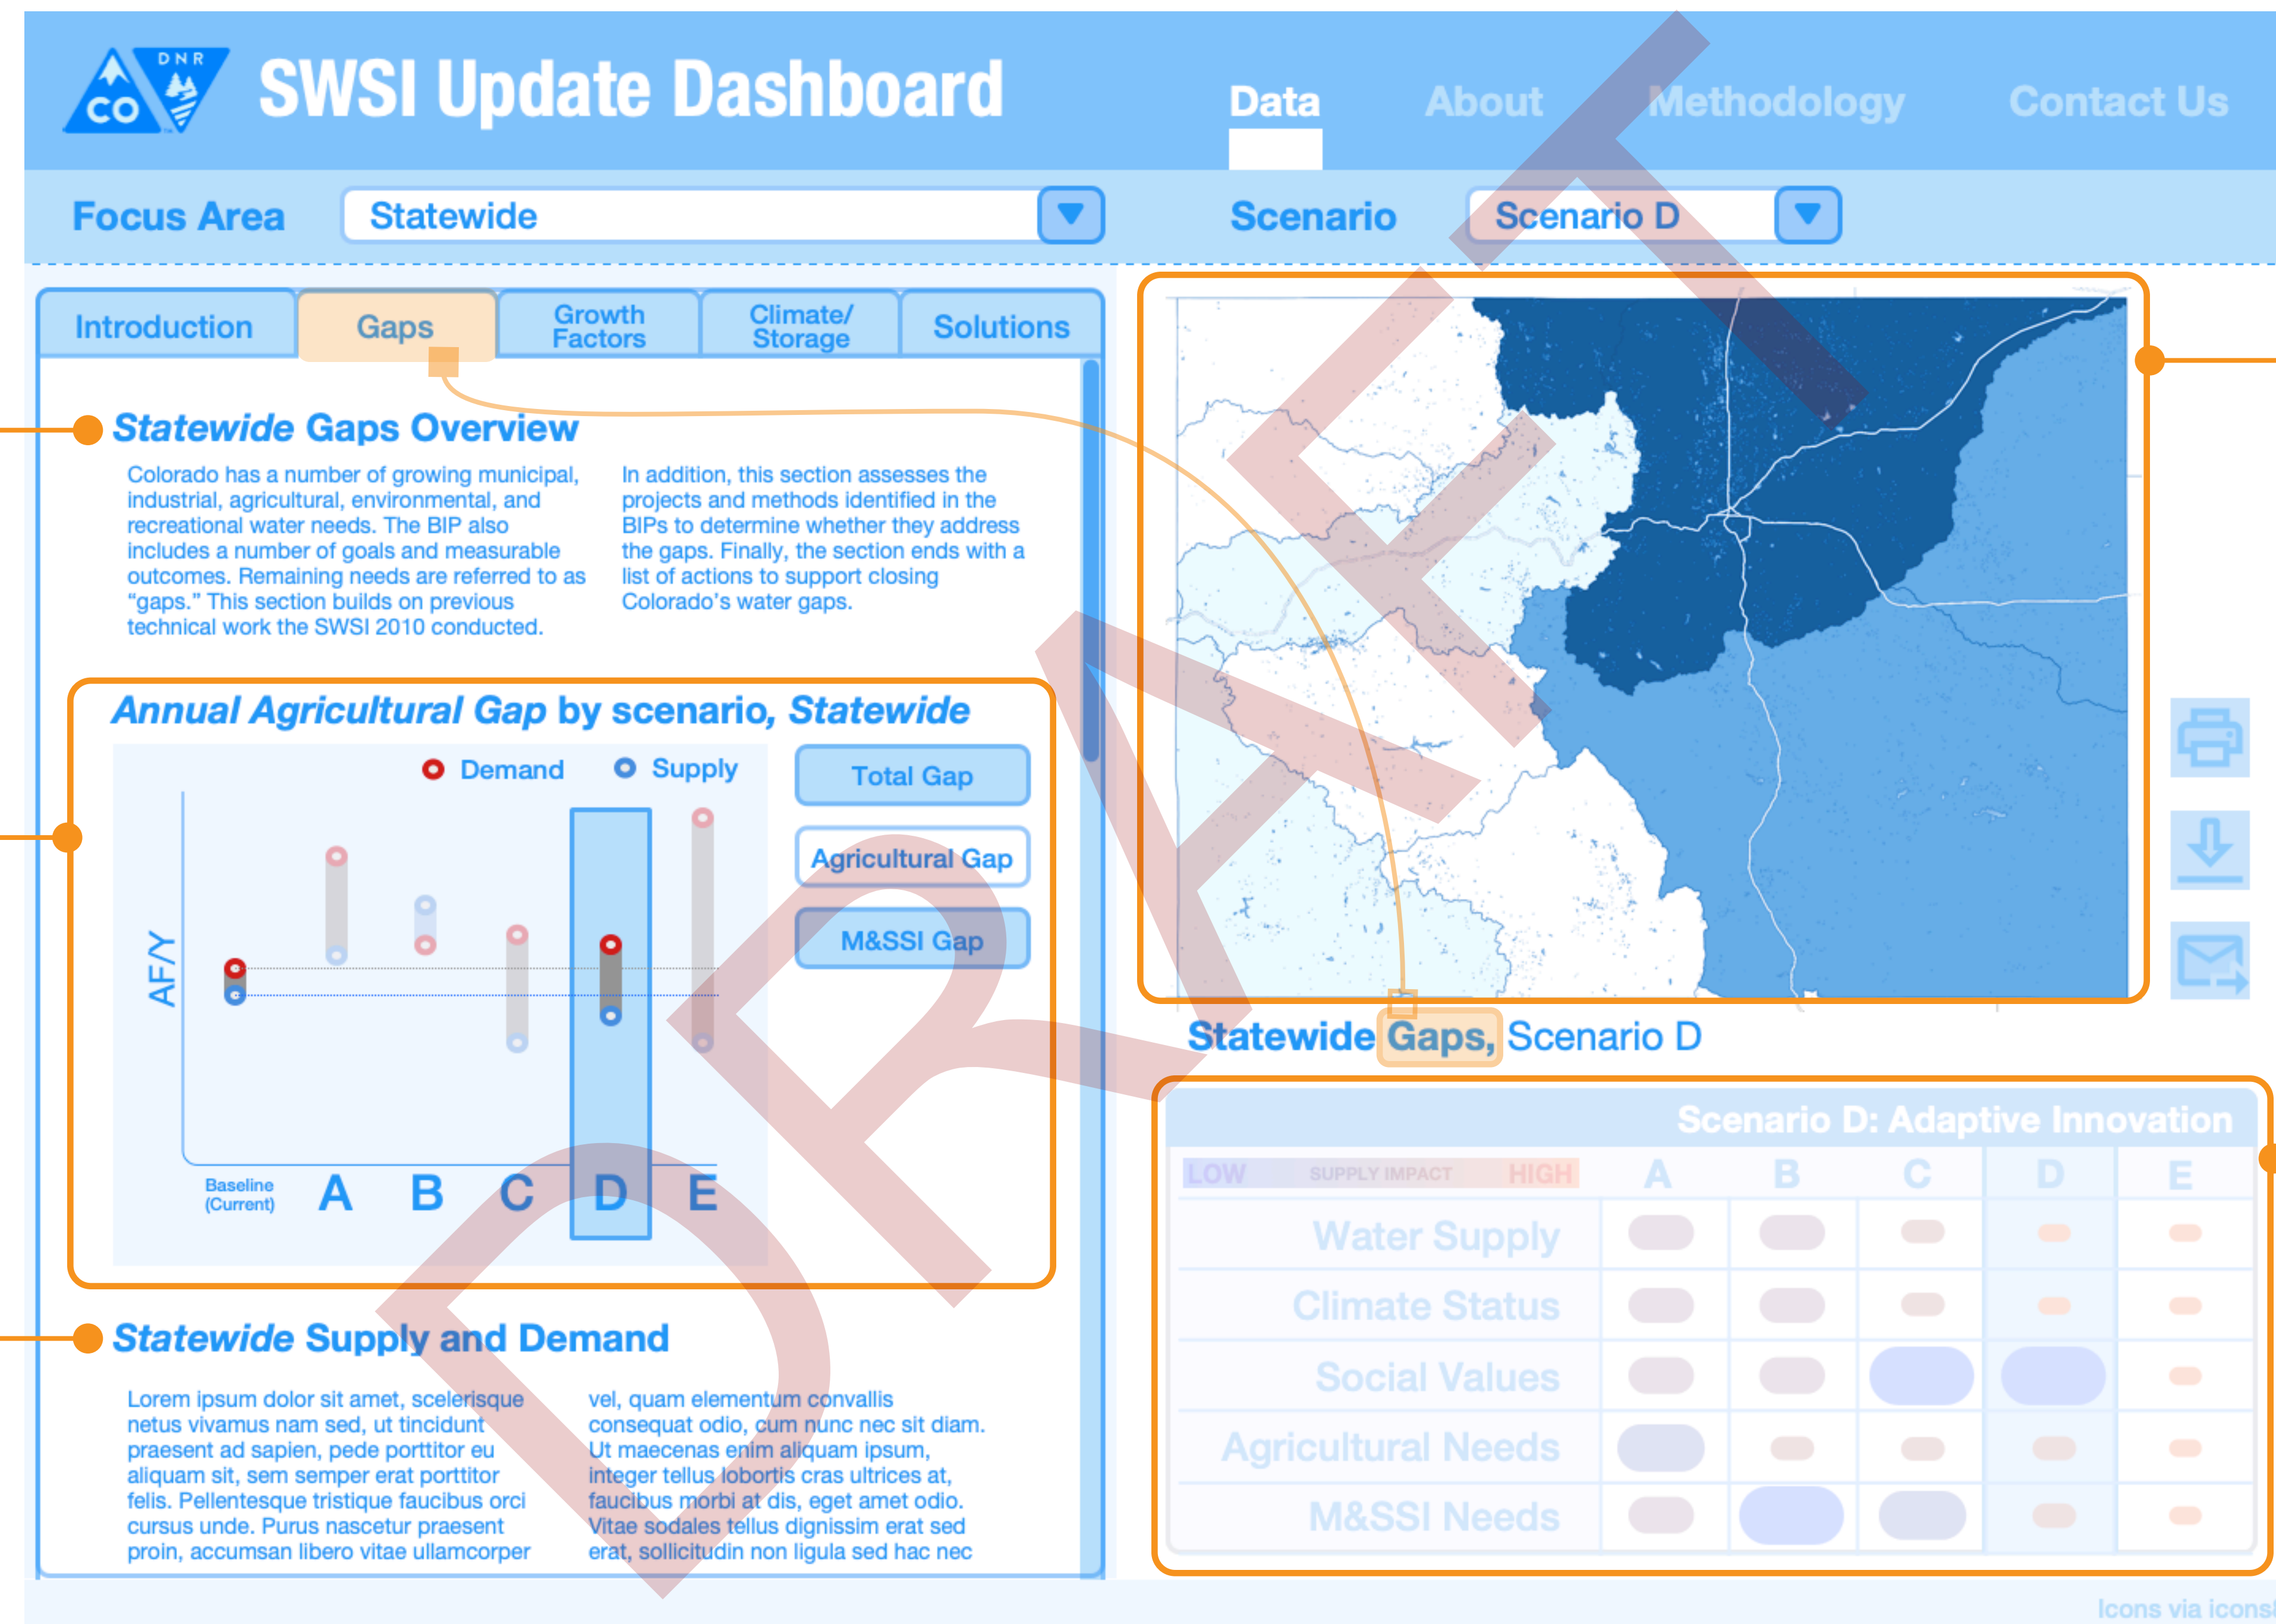 DNR
CO
SWSI Update Dashboard
Data
About
Methodology
Contact Us
Focus Area
Statewide
Scenario
Scenario D
Introduction
Gaps
Growth
Factors
Climate/
Storage
Solutions
Statewide Gaps Overview
Colorado has a number of growing municipal,
industrial, agricultural, environmental, and
recreational water needs. The BIP also
includes a number of goals and measurable
outcomes. Remaining needs are referred to as
“gaps.” This section builds on previous
technical work the SWSI 2010 conducted.
In addition, this section assesses the
projects and methods identified in the
BIPs to determine whether they address
the gaps. Finally, the section ends with a
list of actions to support closing
Colorado’s water gaps.
Annual Agricultural Gap by scenario, Statewide
Demand
Supply
AF/Y
Baseline
(Current)
A
B
C
D
E
Total Gap
Agricultural Gap
M&SSI Gap
Statewide Supply and Demand
Lorem ipsum dolor sit amet, scelerisque
netus vivamus nam sed, ut tincidunt
praesent ad sapien, pede porttitor eu
aliquam sit, sem semper erat porttitor
felis. Pellentesque tristique faucibus orci
cursus unde. Purus nascetur praesent
proin, accumsan libero vitae ullamcorper
vel, quam elementum convallis
consequat odio, cum nunc nec sit diam.
Ut maecenas enim aliquam ipsum,
integer tellus lobortis cras ultrices at,
faucibus morbi at dis, eget amet odio.
Vitae sodales tellus dignissim erat sed
erat, sollicitudin non ligula sed hac nec
Statewide Gaps, Scenario D
Scenario D: Adaptive Innovation
LOW SUPPLY IMPACT HIGH
A
B
C
D
E
Water Supply
Climate Status
Social Values
Agricultural Needs
M&SSI Needs
Icons via
DRAFT